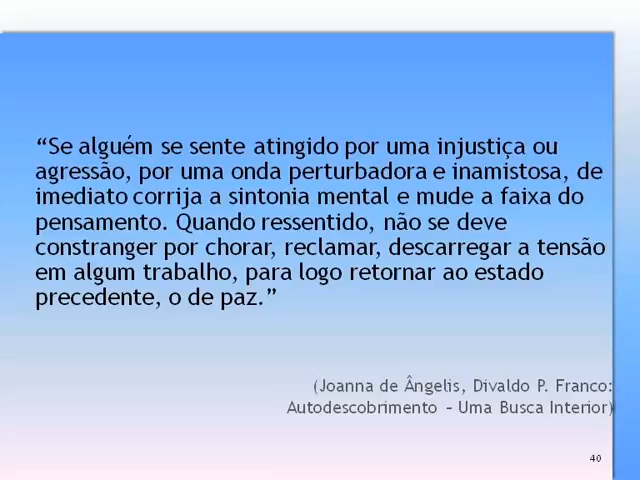 “Se alguém se sente atingido por uma injustiça ou
agressão, por uma onda perturbadora e inamistosa, de
imediato corrija a sintonia mental e mude a faixa do
pensamento. Quando ressentido, não se deve
constranger por chorar, reclamar, descarregar a tensão
em algum trabalho, para logo retornar ao estado
precedente, o de paz.”
(Joanna de Ângelis, Divaldo P. Franco:
Autodescobrimento – Uma Busca Interior)
40